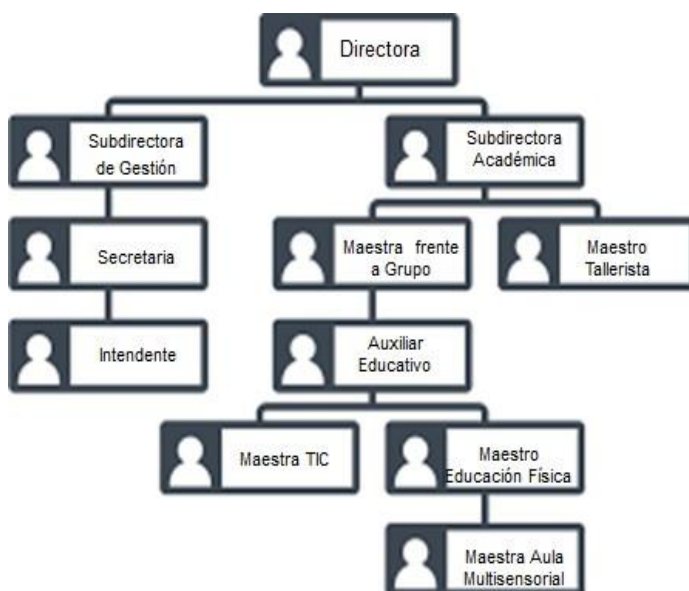 Directora
Subdirectora
de Gestión
Subdirectora
Académica
Secretaria
Maestra frente
a Grupo
Maestro
Tallerista
Intendente
Auxiliar
Educativo
Maestra TIC
Maestro
Educación Física
Maestra Aula
Multisensorial